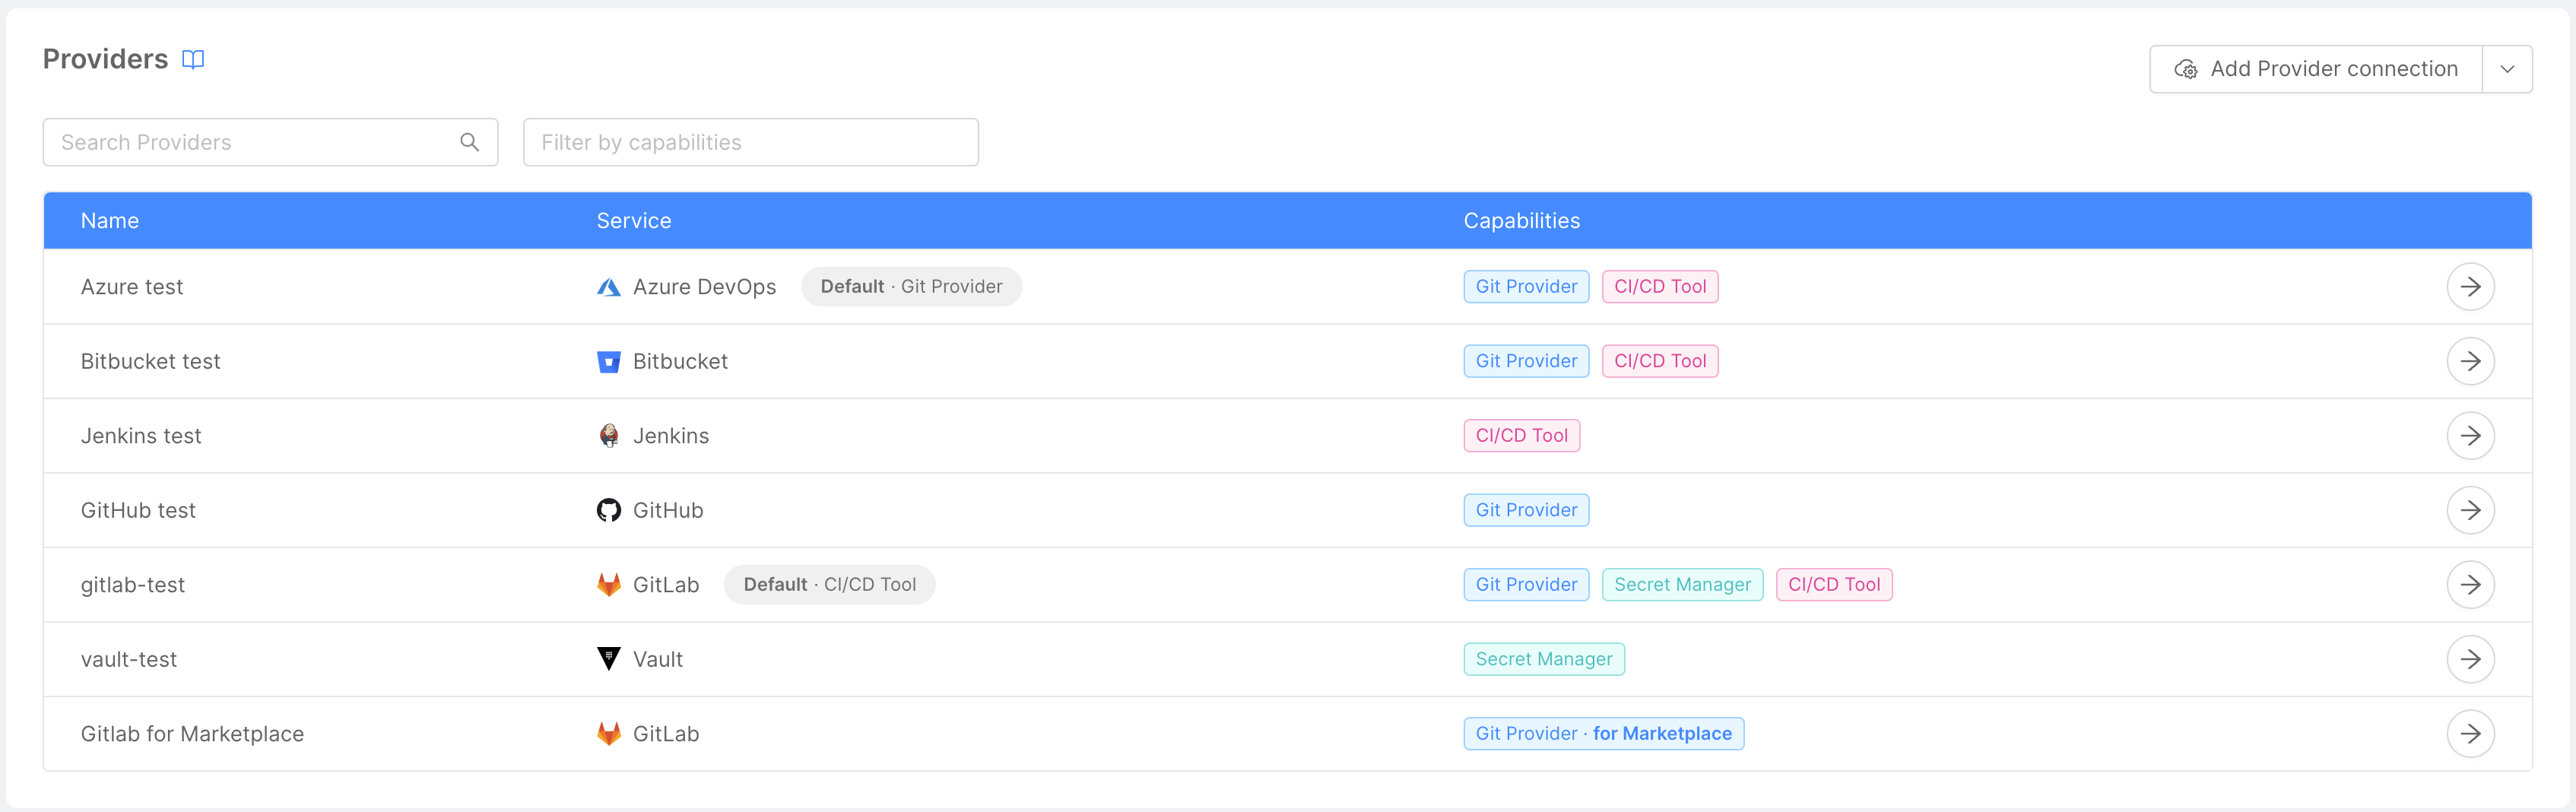 Providers
Add Provider connection
Search Providers
Filter by capabilities
Name Service Capabilities
Azure test Azure DevOps Default · Git Provider Git Provider CI/CD Tool
Bitbucket test Bitbucket Git Provider CI/CD Tool
Jenkins test Jenkins CI/CD Tool
GitHub test GitHub Git Provider
gitlab-test GitLab Default · CI/CD Tool Git Provider Secret Manager CI/CD Tool
vault-test Vault Secret Manager
Gitlab for Marketplace GitLab Git Provider · for Marketplace